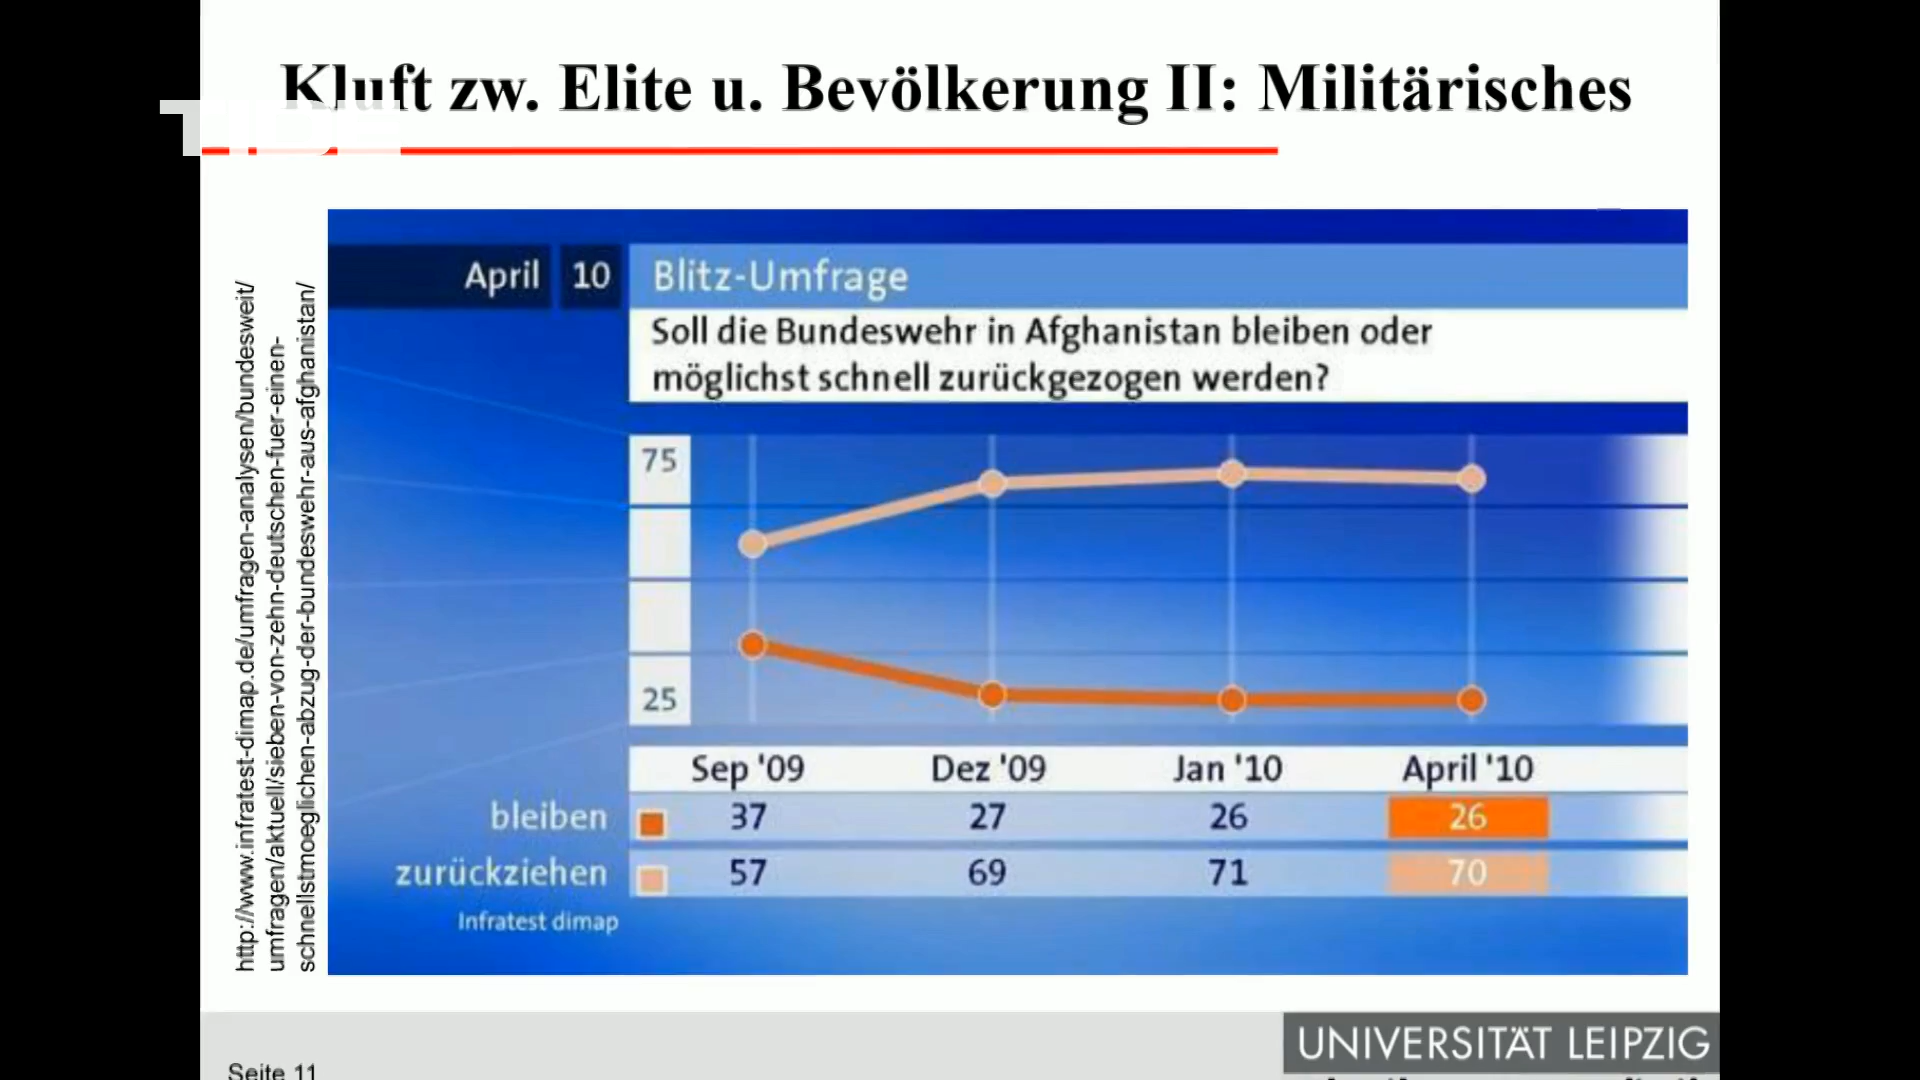 Kluft zw. Elite u. Bevölkerung II: Militärisches
http://www.infratest-dimap.de/umfragen-analysen/bundesweit/
umfragen/aktuell/sieben-von-zehn-deutschen-fuer-einen-
schnellstmoeglichen-abzug-der-bundeswehr-aus-afghanistan/
April 10 Blitz-Umfrage
Soll die Bundeswehr in Afghanistan bleiben oder
möglichst schnell zurückgezogen werden?
75
25
Sep '09 Dez '09 Jan '10 April '10
bleiben 37 27 26 26
zurückziehen 57 69 71 70
Infratest dimap
UNIVERSITÄT LEIPZIG
Seite 11